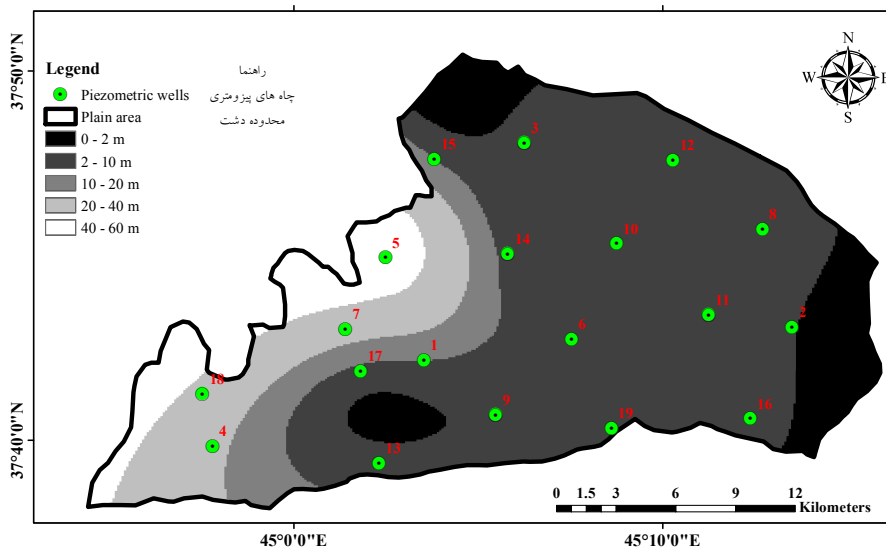 37°50'0"N
37°40'0"N
Legend
Piezometric wells
Plain area
0 - 2 m
2 - 10 m
10 - 20 m
20 - 40 m
40 - 60 m
راهنما
چاه های پیزومتری
محدوده دشت
N
W
E
S
3
15
12
8
5
14
10
7
11
2
6
1
17
18
9
16
19
4
13
0 1.5 3 6 9 12
Kilometers
45°0'0"E
45°10'0"E